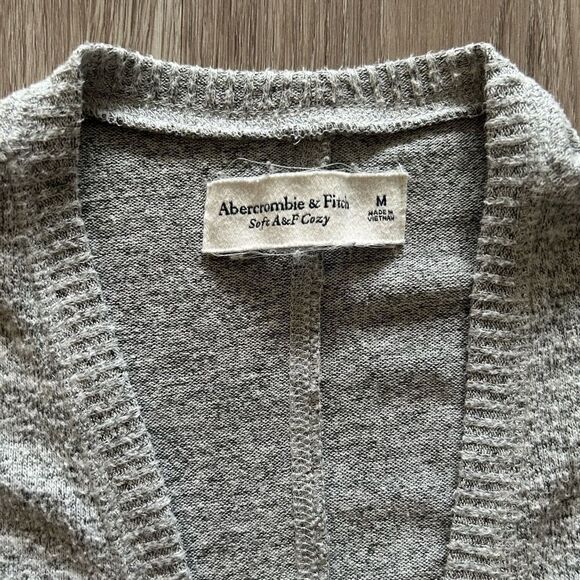 Abercrombie & Fitch
Soft A&F Cozy
M
MADE IN
VIETNAM